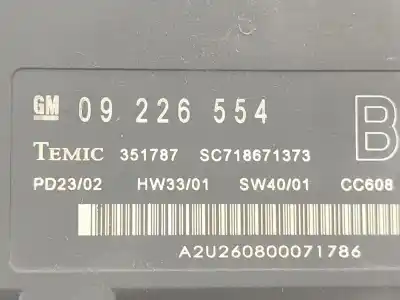 GM 09 226 554 B
TEMIC 351787 SC718671373
PD23/02 HW33/01 SW40/01 CC608
A2U260800071786